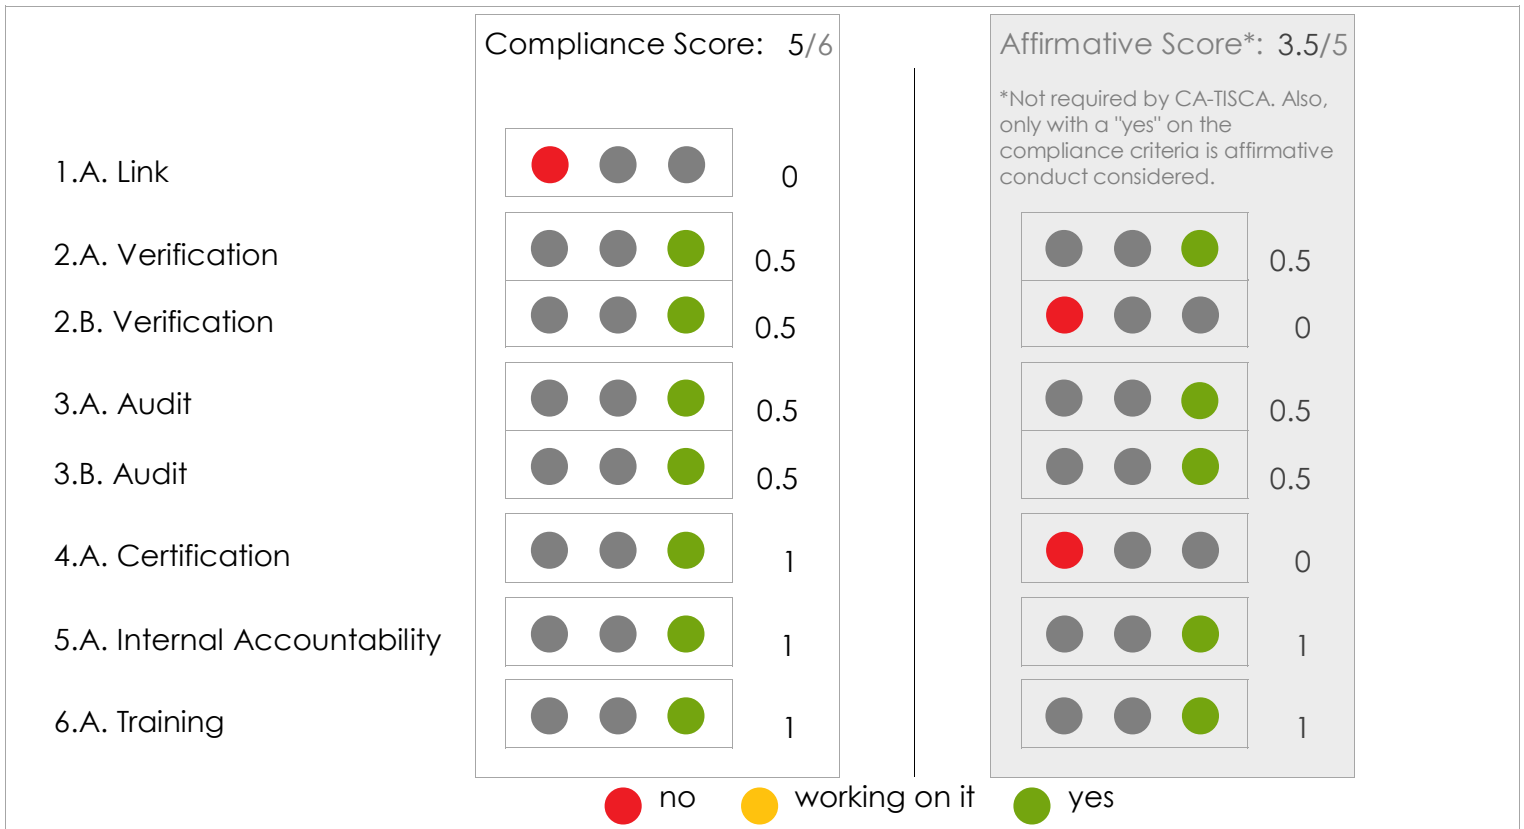 Compliance Score: 5/6
Affirmative Score*: 3.5/5
*Not required by CA-TISCA. Also,
only with a "yes" on the
compliance criteria is affirmative
conduct considered.
1.A. Link 0
2.A. Verification 0.5 0.5
2.B. Verification 0.5 0
3.A. Audit 0.5 0.5
3.B. Audit 0.5 0.5
4.A. Certification 1 0
5.A. Internal Accountability 1 1
6.A. Training 1 1
no working on it yes